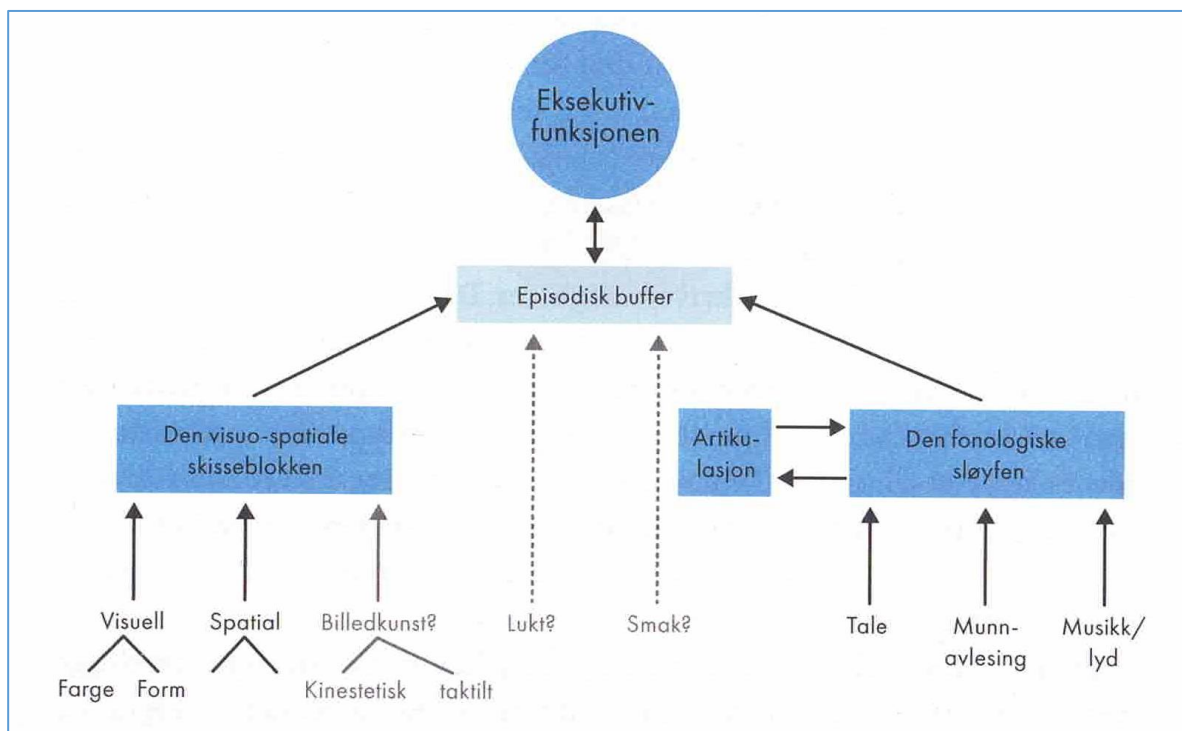 Eksekutiv-
funksjonen
Episodisk buffer
Den visuo-spatiale
skisseblokken
Artiku-
lasjon
Den fonologiske
sløyfen
Visuell
Spatial
Billedkunst?
Lukt?
Smak?
Tale
Munn-
avlesing
Musikk/
lyd
Farge
Form
Kinestetisk
taktilt